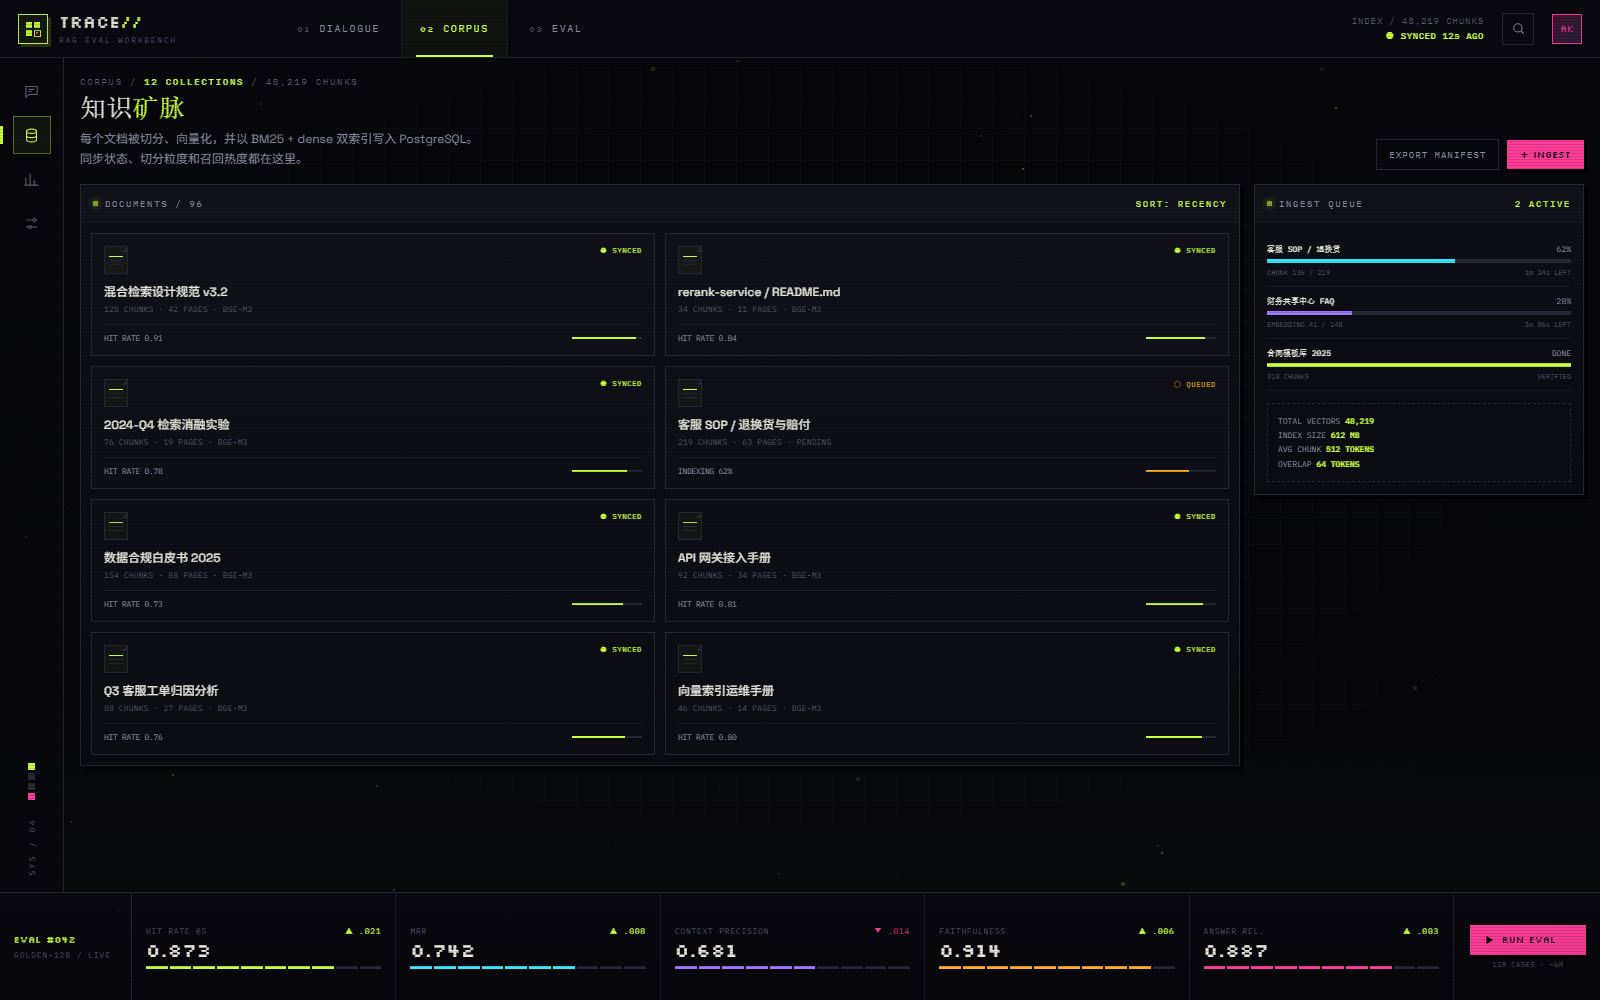 TRACE//
RAG EVAL WORKBENCH
01 DIALOGUE
02 CORPUS
03 EVAL
INDEX / 48,219 CHUNKS
SYNCED 12s AGO
AK
CORPUS / 12 COLLECTIONS / 48,219 CHUNKS
知识矿脉
每个文档被切分、向量化，并以 BM25 + dense 双索引写入 PostgreSQL。
同步状态、切分粒度和召回热度都在这里。
EXPORT MANIFEST
+ INGEST
DOCUMENTS / 96
SORT: RECENCY
SYNCED
混合检索设计规范 v3.2
128 CHUNKS · 42 PAGES · BGE-M3
HIT RATE 0.91
SYNCED
rerank-service / README.md
34 CHUNKS · 11 PAGES · BGE-M3
HIT RATE 0.84
SYNCED
2024-Q4 检索消融实验
76 CHUNKS · 19 PAGES · BGE-M3
HIT RATE 0.78
QUEUED
客服 SOP / 退换货与赔付
219 CHUNKS · 63 PAGES · PENDING
INDEXING 62%
SYNCED
数据合规白皮书 2025
154 CHUNKS · 88 PAGES · BGE-M3
HIT RATE 0.73
SYNCED
API 网关接入手册
92 CHUNKS · 34 PAGES · BGE-M3
HIT RATE 0.81
SYNCED
Q3 客服工单归因分析
88 CHUNKS · 27 PAGES · BGE-M3
HIT RATE 0.76
SYNCED
向量索引运维手册
46 CHUNKS · 14 PAGES · BGE-M3
HIT RATE 0.80
INGEST QUEUE
2 ACTIVE
客服 SOP / 退换货
62%
CHUNK 136 / 219
1m 24s LEFT
财务共享中心 FAQ
28%
EMBEDDING 41 / 148
3m 06s LEFT
合同模板库 2025
DONE
318 CHUNKS
VERIFIED
TOTAL VECTORS 48,219
INDEX SIZE 612 MB
AVG CHUNK 512 TOKENS
OVERLAP 64 TOKENS
SYS / 04
EVAL #042
GOLDEN-128 / LIVE
HIT RATE @5
▲ .021
0.873
MRR
▲ .008
0.742
CONTEXT PRECISION
▼ .014
0.681
FAITHFULNESS
▲ .006
0.914
ANSWER REL.
▲ .003
0.887
▶ RUN EVAL
128 CASES · ~6M